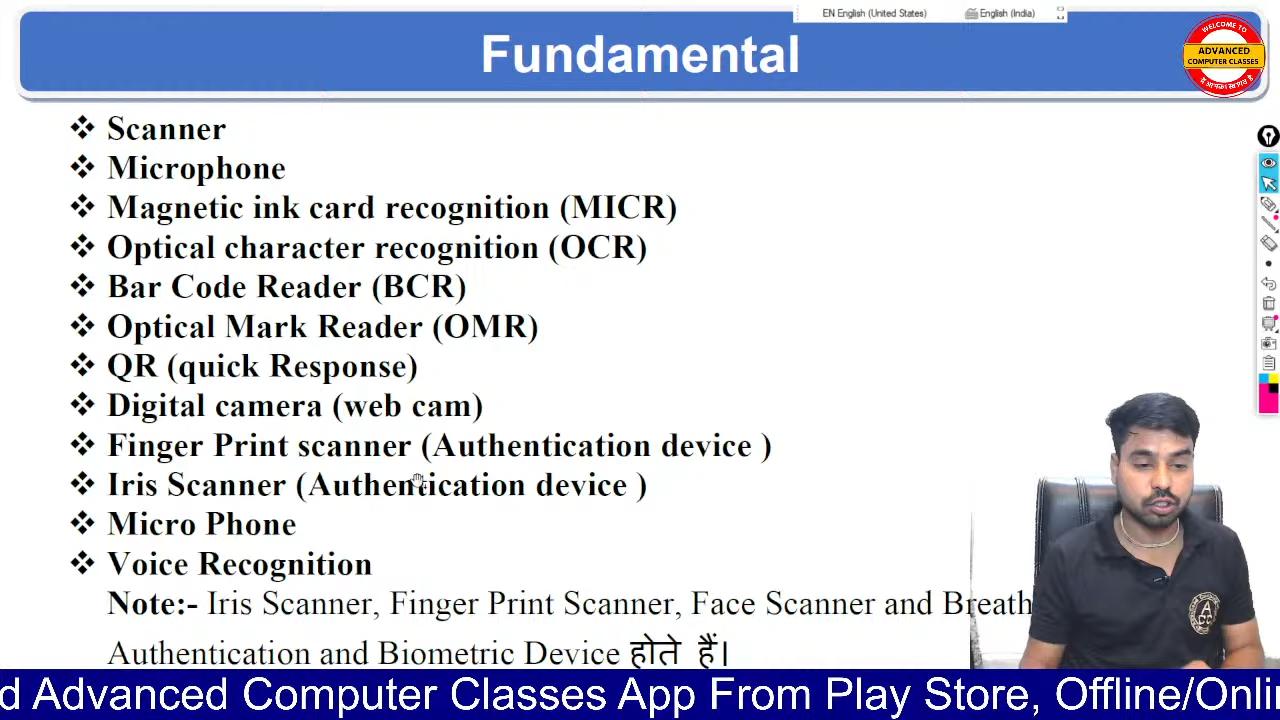 EN English (United States) English (India)
Fundamental
WELCOME TO
ADVANCED
COMPUTER CLASSES
❖ Scanner
❖ Microphone
❖ Magnetic ink card recognition (MICR)
❖ Optical character recognition (OCR)
❖ Bar Code Reader (BCR)
❖ Optical Mark Reader (OMR)
❖ QR (quick Response)
❖ Digital camera (web cam)
❖ Finger Print scanner (Authentication device )
❖ Iris Scanner (Authentication device )
❖ Micro Phone
❖ Voice Recognition
Note:- Iris Scanner, Finger Print Scanner, Face Scanner and Breath
Authentication and Biometric Device होते हैं।
d Advanced Computer Classes App From Play Store, Offline/Onli